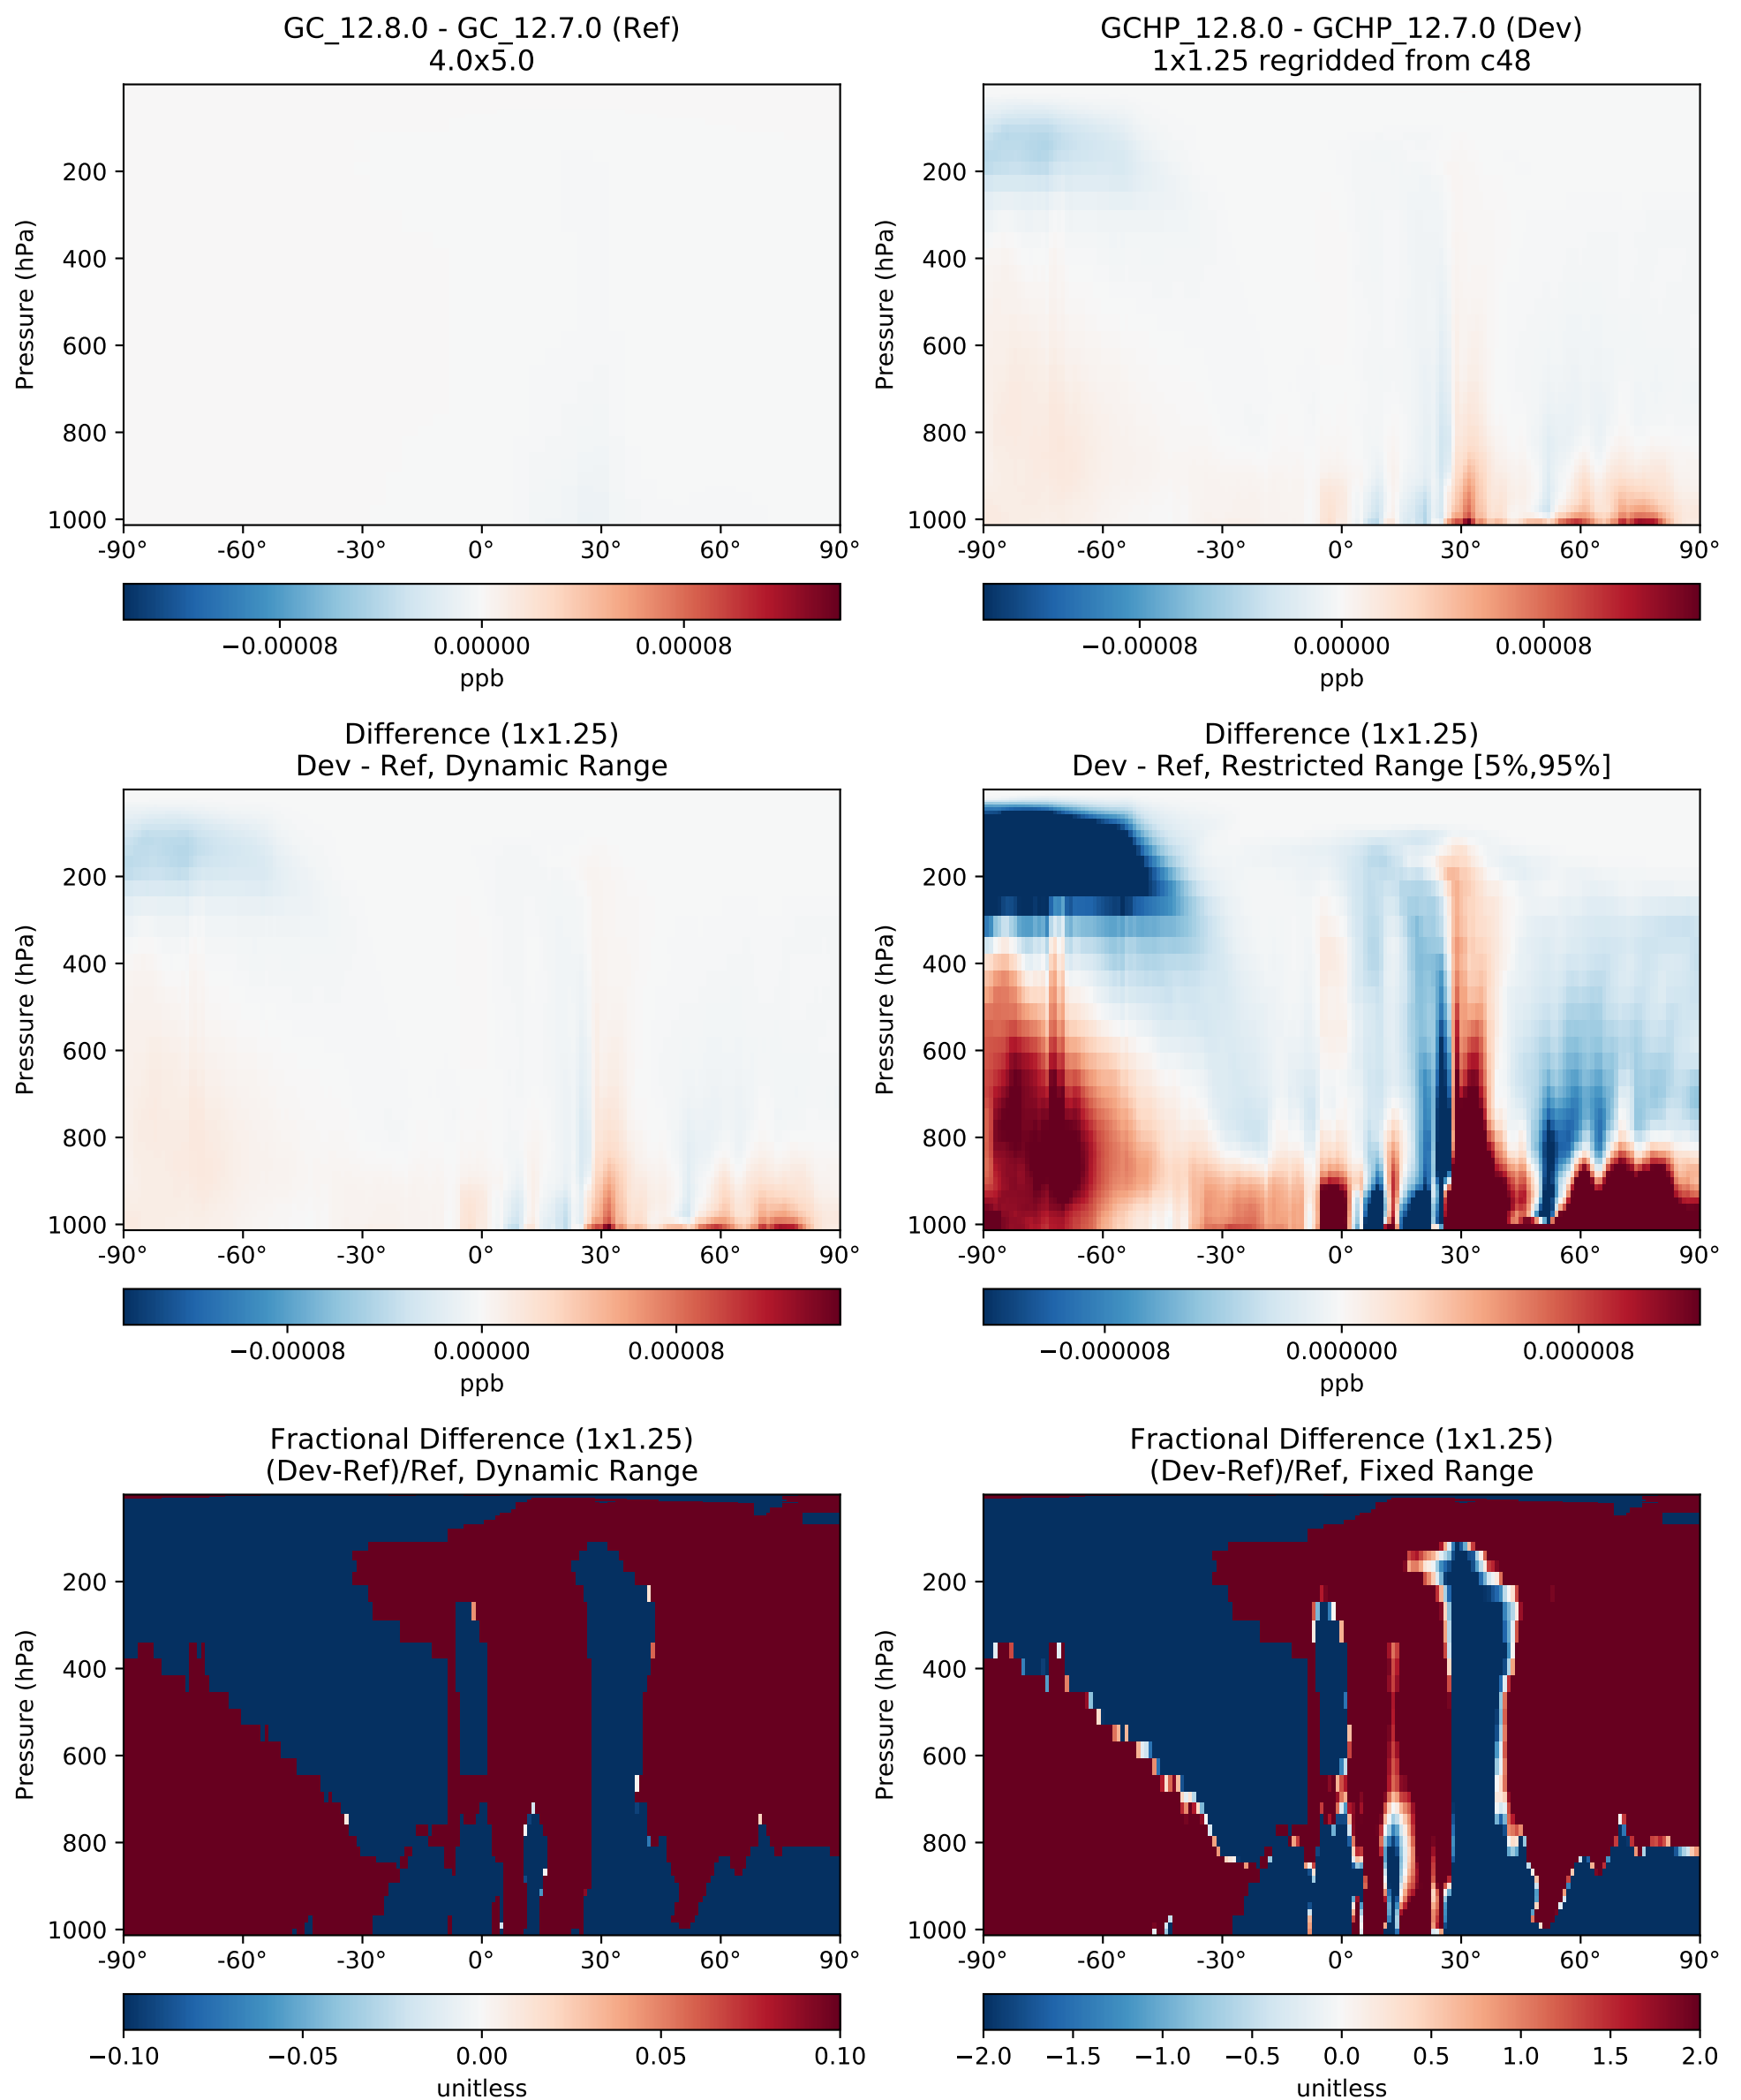 GC_12.8.0 - GC_12.7.0 (Ref)
4.0x5.0
Pressure (hPa)
200
400
600
800
1000
-90° -60° -30° 0° 30° 60° 90°
−0.00008 0.00000 0.00008
ppb
GCHP_12.8.0 - GCHP_12.7.0 (Dev)
1x1.25 regridded from c48
Pressure (hPa)
200
400
600
800
1000
-90° -60° -30° 0° 30° 60° 90°
−0.00008 0.00000 0.00008
ppb
Difference (1x1.25)
Dev - Ref, Dynamic Range
Pressure (hPa)
200
400
600
800
1000
-90° -60° -30° 0° 30° 60° 90°
−0.00008 0.00000 0.00008
ppb
Difference (1x1.25)
Dev - Ref, Restricted Range [5%,95%]
Pressure (hPa)
200
400
600
800
1000
-90° -60° -30° 0° 30° 60° 90°
−0.000008 0.000000 0.000008
ppb
Fractional Difference (1x1.25)
(Dev-Ref)/Ref, Dynamic Range
Pressure (hPa)
200
400
600
800
1000
-90° -60° -30° 0° 30° 60° 90°
−0.10 −0.05 0.00 0.05 0.10
unitless
Fractional Difference (1x1.25)
(Dev-Ref)/Ref, Fixed Range
Pressure (hPa)
200
400
600
800
1000
-90° -60° -30° 0° 30° 60° 90°
−2.0 −1.5 −1.0 −0.5 0.0 0.5 1.0 1.5 2.0
unitless